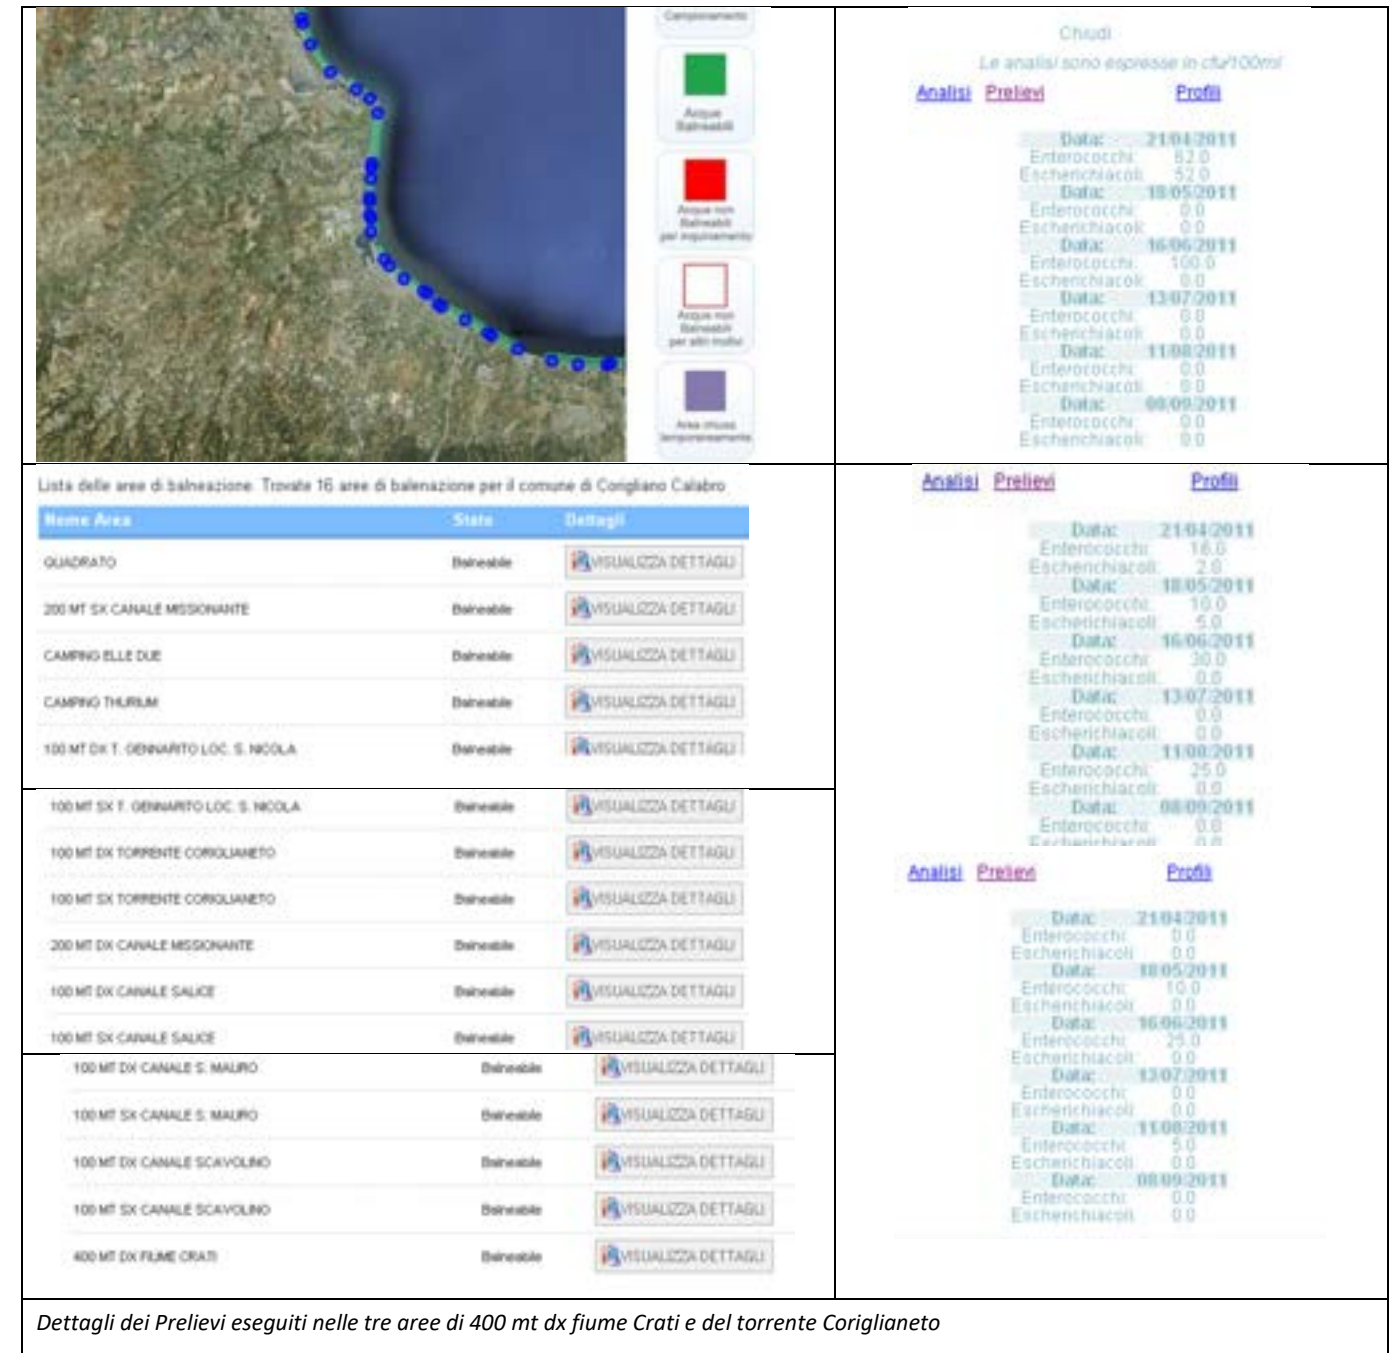 Campionamento
Acque
Balneabili
Acque non
Balneabili
per inquinamento
Acque non
Balneabili
per altri motivi
Area chiusa
temporaneamente
Chiudi
Le analisi sono espresse in cfu/100ml
Analisi Prelievi Profili
Data: 21/04/2011
Enterococchi: 62.0
Escherichiacoli: 52.0
Data: 18/05/2011
Enterococchi: 0.0
Escherichiacoli: 0.0
Data: 16/06/2011
Enterococchi: 100.0
Escherichiacoli: 0.0
Data: 13/07/2011
Enterococchi: 0.0
Escherichiacoli: 0.0
Data: 11/08/2011
Enterococchi: 0.0
Escherichiacoli: 0.0
Data: 08/09/2011
Enterococchi: 0.0
Escherichiacoli: 0.0
Lista delle aree di balneazione. Trovate 16 aree di balenazione per il comune di Corigliano Calabro
Nome Area Stato Dettagli
QUADRATO Balneabile VISUALIZZA DETTAGLI
200 MT SX CANALE MISSIONANTE Balneabile VISUALIZZA DETTAGLI
CAMPING ELLE DUE Balneabile VISUALIZZA DETTAGLI
CAMPING THURIUM Balneabile VISUALIZZA DETTAGLI
100 MT DX T. GENNARITO LOC. S. NICOLA Balneabile VISUALIZZA DETTAGLI
100 MT SX T. GENNARITO LOC. S. NICOLA Balneabile VISUALIZZA DETTAGLI
100 MT DX TORRENTE CORIGLIANETO Balneabile VISUALIZZA DETTAGLI
100 MT SX TORRENTE CORIGLIANETO Balneabile VISUALIZZA DETTAGLI
200 MT DX CANALE MISSIONANTE Balneabile VISUALIZZA DETTAGLI
100 MT DX CANALE SALICE Balneabile VISUALIZZA DETTAGLI
100 MT SX CANALE SALICE Balneabile VISUALIZZA DETTAGLI
100 MT DX CANALE S. MAURO Balneabile VISUALIZZA DETTAGLI
100 MT SX CANALE S. MAURO Balneabile VISUALIZZA DETTAGLI
100 MT DX CANALE SCAVOLINO Balneabile VISUALIZZA DETTAGLI
100 MT SX CANALE SCAVOLINO Balneabile VISUALIZZA DETTAGLI
400 MT DX FIUME CRATI Balneabile VISUALIZZA DETTAGLI
Analisi Prelievi Profili
Data: 21/04/2011
Enterococchi: 16.0
Escherichiacoli: 2.0
Data: 18/05/2011
Enterococchi: 10.0
Escherichiacoli: 5.0
Data: 16/06/2011
Enterococchi: 30.0
Escherichiacoli: 0.0
Data: 13/07/2011
Enterococchi: 0.0
Escherichiacoli: 0.0
Data: 11/08/2011
Enterococchi: 25.0
Escherichiacoli: 0.0
Data: 08/09/2011
Enterococchi: 0.0
Escherichiacoli: 0.0
Analisi Prelievi Profili
Data: 21/04/2011
Enterococchi: 0.0
Escherichiacoli: 0.0
Data: 18/05/2011
Enterococchi: 10.0
Escherichiacoli: 0.0
Data: 16/06/2011
Enterococchi: 25.0
Escherichiacoli: 0.0
Data: 13/07/2011
Enterococchi: 0.0
Escherichiacoli: 0.0
Data: 11/08/2011
Enterococchi: 5.0
Escherichiacoli: 0.0
Data: 08/09/2011
Enterococchi: 0.0
Escherichiacoli: 0.0
Dettagli dei Prelievi eseguiti nelle tre aree di 400 mt dx fiume Crati e del torrente Coriglianeto